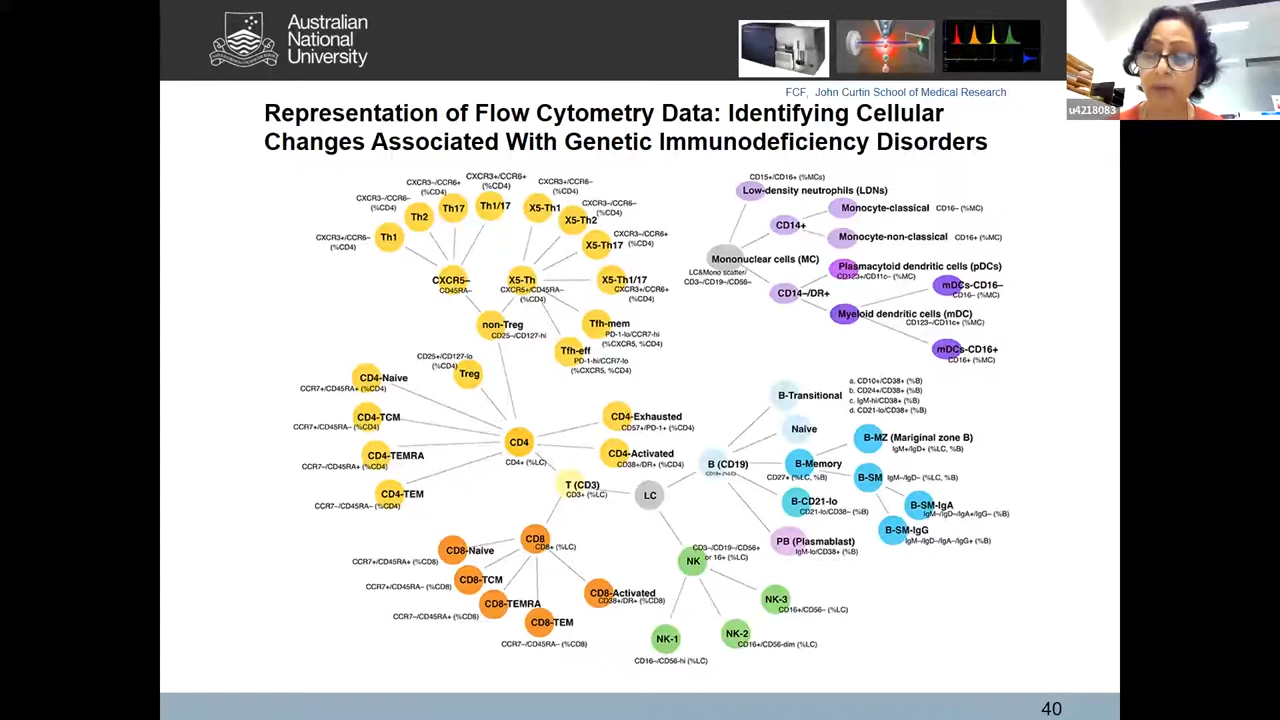 Australian
National
University
u4218083
FCF, John Curtin School of Medical Research
Representation of Flow Cytometry Data: Identifying Cellular
Changes Associated With Genetic Immunodeficiency Disorders
CXCR3+/CCR6–
(%CD4)
Th1
CXCR3–/CCR6–
(%CD4)
Th2
CXCR3–/CCR6+
(%CD4)
Th17
CXCR3+/CCR6+
(%CD4)
Th1/17
CXCR3+/CCR6–
(%CD4)
X5-Th1
CXCR3–/CCR6–
(%CD4)
X5-Th2
CXCR3–/CCR6+
(%CD4)
X5-Th17
X5-Th1/17
CXCR3+/CCR6+
(%CD4)
CXCR5–
CD45RA–
X5-Th
CXCR5+/CD45RA–
(%CD4)
non-Treg
CD25–/CD127-hi
Tfh-mem
PD-1-lo/CCR7-hi
(%CXCR5, %CD4)
Tfh-eff
PD-1-hi/CCR7-lo
(%CXCR5, %CD4)
CD25+/CD127-lo
(%CD4)
Treg
CD4-Naive
CCR7+/CD45RA+ (%CD4)
CD4-TCM
CCR7+/CD45RA– (%CD4)
CD4-TEMRA
CCR7–/CD45RA+ (%CD4)
CD4-TEM
CCR7–/CD45RA– (%CD4)
CD4
CD4+ (%LC)
CD4-Exhausted
CD57+/PD-1+ (%CD4)
CD4-Activated
CD38+/DR+ (%CD4)
T (CD3)
CD3+ (%LC)
LC
CD8
CD8+ (%LC)
CD8-Naive
CCR7+/CD45RA+ (%CD8)
CD8-TCM
CCR7+/CD45RA– (%CD8)
CD8-TEMRA
CCR7–/CD45RA+ (%CD8)
CD8-TEM
CCR7–/CD45RA– (%CD8)
CD8-Activated
CD38+/DR+ (%CD8)
CD15+/CD16+ (%MCs)
Low-density neutrophils (LDNs)
CD14+
Monocyte-classical CD16– (%MC)
Monocyte-non-classical CD16+ (%MC)
Mononuclear cells (MC)
LC&Mono scatter/
CD3–/CD19–/CD56–
CD14–/DR+
Plasmacytoid dendritic cells (pDCs)
CD123+/CD11c– (%MC)
Myeloid dendritic cells (mDC)
CD123–/CD11c+ (%MC)
mDCs-CD16–
CD16– (%MC)
mDCs-CD16+
CD16+ (%MC)
B-Transitional
a. CD10+/CD38+ (%B)
b. CD24+/CD38+ (%B)
c. IgM-hi/CD38+ (%B)
d. CD21-lo/CD38+ (%B)
Naive
B (CD19)
CD19+ (%LC)
B-Memory
CD27+ (%LC, %B)
B-MZ (Mariginal zone B)
IgM+/IgD+ (%LC, %B)
B-SM IgM–/IgD– (%LC, %B)
B-SM-IgA
IgM–/IgD–/IgA+/IgG– (%B)
B-SM-IgG
IgM–/IgD–/IgA–/IgG+ (%B)
B-CD21-lo
CD21-lo/CD38– (%B)
PB (Plasmablast)
IgM-lo/CD38+ (%B)
CD3–/CD19–/CD56+
or 16+ (%LC)
NK
NK-3
CD16+/CD56– (%LC)
NK-2
CD16+/CD56-dim (%LC)
NK-1
CD16–/CD56-hi (%LC)
40